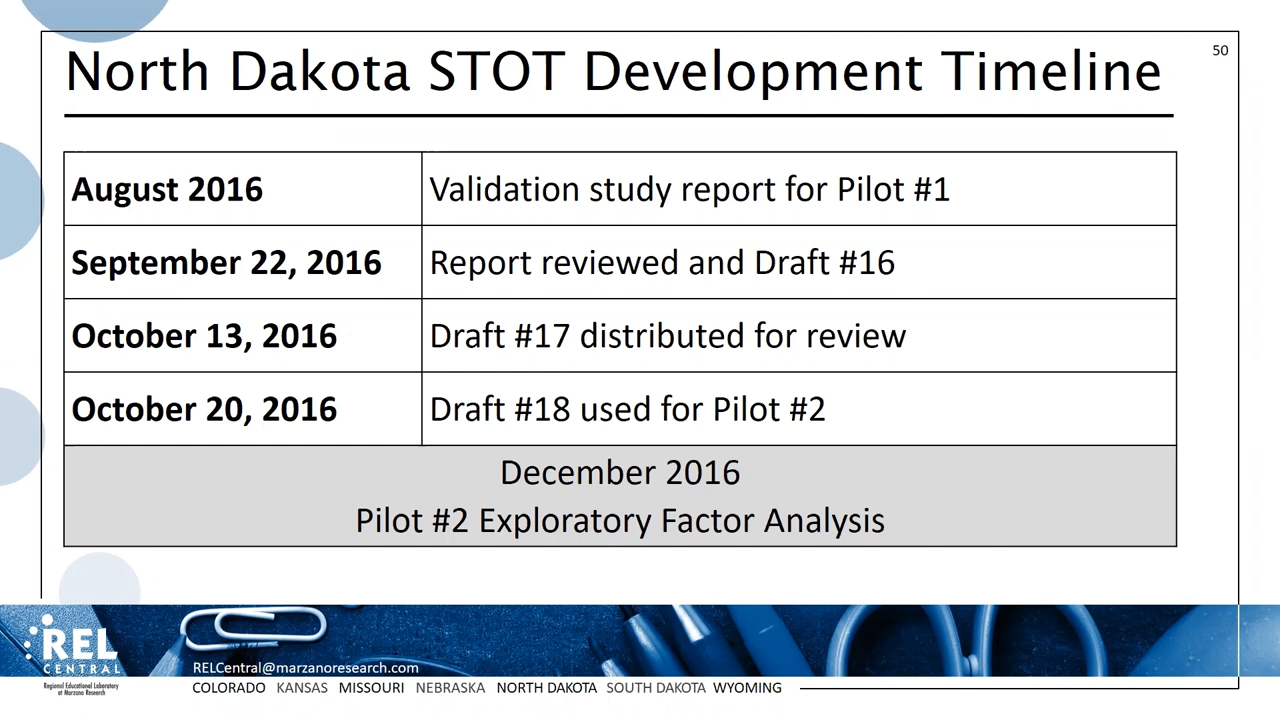 50
North Dakota STOT Development Timeline
August 2016 Validation study report for Pilot #1
September 22, 2016 Report reviewed and Draft #16
October 13, 2016 Draft #17 distributed for review
October 20, 2016 Draft #18 used for Pilot #2
December 2016
Pilot #2 Exploratory Factor Analysis
REL
CENTRAL
Regional Educational Laboratory
at Marzano Research
RELCentral@marzanoresearch.com
COLORADO KANSAS MISSOURI NEBRASKA NORTH DAKOTA SOUTH DAKOTA WYOMING